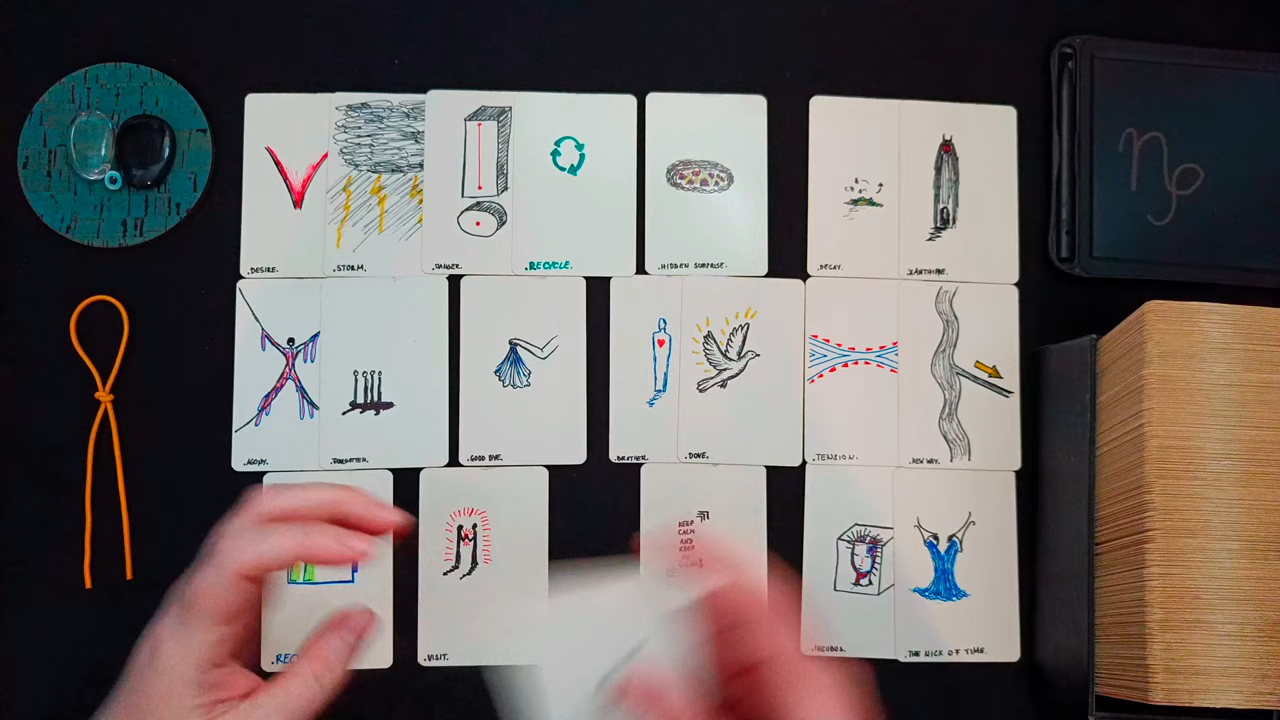 .DESIRE.
.STORM.
.DANGER.
.RECYCLE.
.HIDDEN SURPRISE.
.DECAY.
.XANTHIPPE.
.AGONY.
.FORGOTTEN.
.GOOD BYE.
.BROTHER.
.DOVE.
.TENSION.
.NEW WAY.
.VISIT.
KEEP
CALM
AND
KEEP
.INCUBUS.
.THE NICK OF TIME.